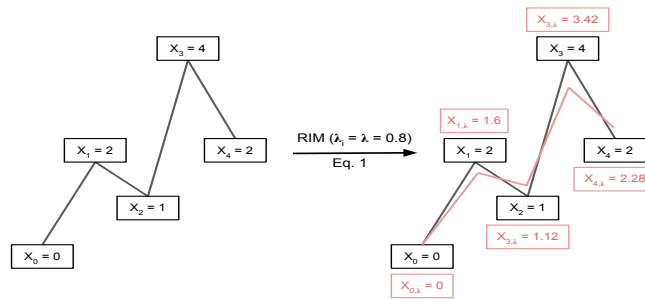 X3 = 4
X1 = 2
X4 = 2
X2 = 1
X0 = 0
RIM (λi = λ = 0.8)
Eq. 1
X3,λ = 3.42
X3 = 4
X1,λ = 1.6
X1 = 2
X4 = 2
X4,λ = 2.28
X2 = 1
X3,λ = 1.12
X0 = 0
X0,λ = 0